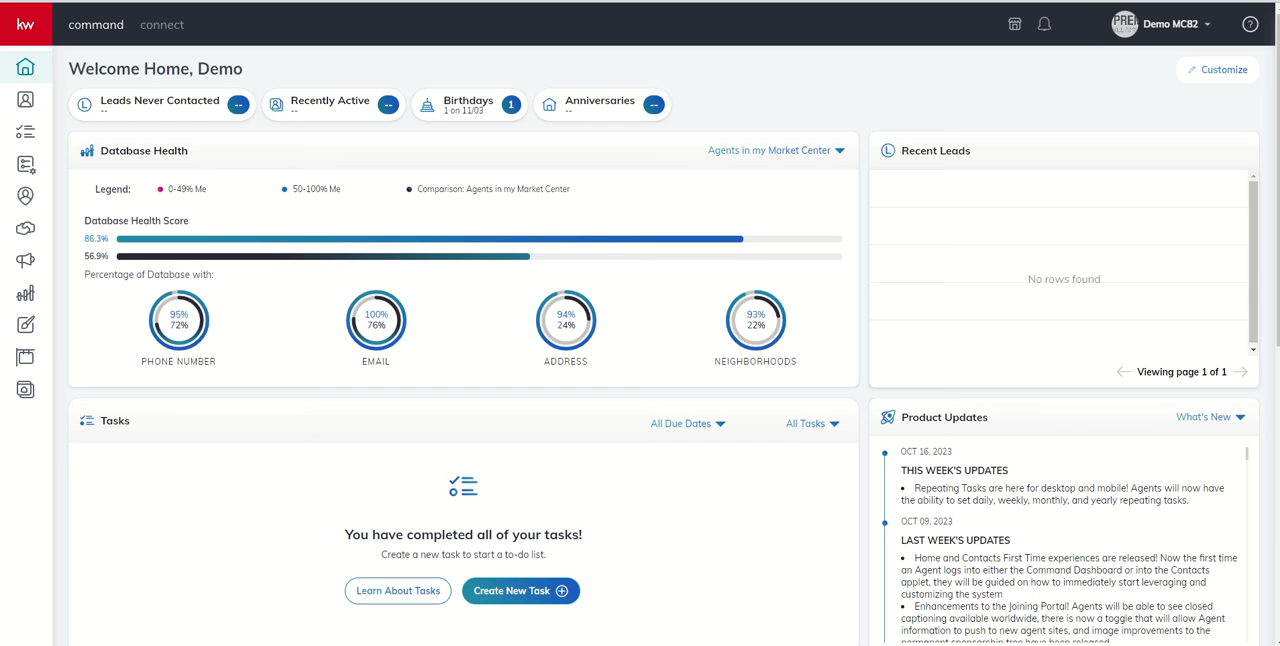 kw
command
connect
PRE
Demo MC82
Welcome Home, Demo
Customize
Leads Never Contacted
--
--
Recently Active
--
--
Birthdays
1 on 11/03
1
Anniversaries
--
--
Database Health
Agents in my Market Center
Legend:
0-49% Me
50-100% Me
Comparison: Agents in my Market Center
Database Health Score
86.3%
56.9%
Percentage of Database with:
95%
72%
PHONE NUMBER
100%
76%
EMAIL
94%
24%
ADDRESS
93%
22%
NEIGHBORHOODS
Recent Leads
No rows found
Viewing page 1 of 1
Tasks
All Due Dates
All Tasks
You have completed all of your tasks!
Create a new task to start a to-do list.
Learn About Tasks
Create New Task
Product Updates
What's New
OCT 16, 2023
THIS WEEK'S UPDATES
• Repeating Tasks are here for desktop and mobile! Agents will now have
the ability to set daily, weekly, monthly, and yearly repeating tasks.
OCT 09, 2023
LAST WEEK'S UPDATES
• Home and Contacts First Time experiences are released! Now the first time
an Agent logs into either the Command Dashboard or into the Contacts
applet, they will be guided on how to immediately start leveraging and
customizing the system
• Enhancements to the Joining Portal! Agents will be able to see closed
captioning available worldwide, there is now a toggle that will allow Agent
information to push to new agent sites, and image improvements to the
permanent sponsorship tree have been released